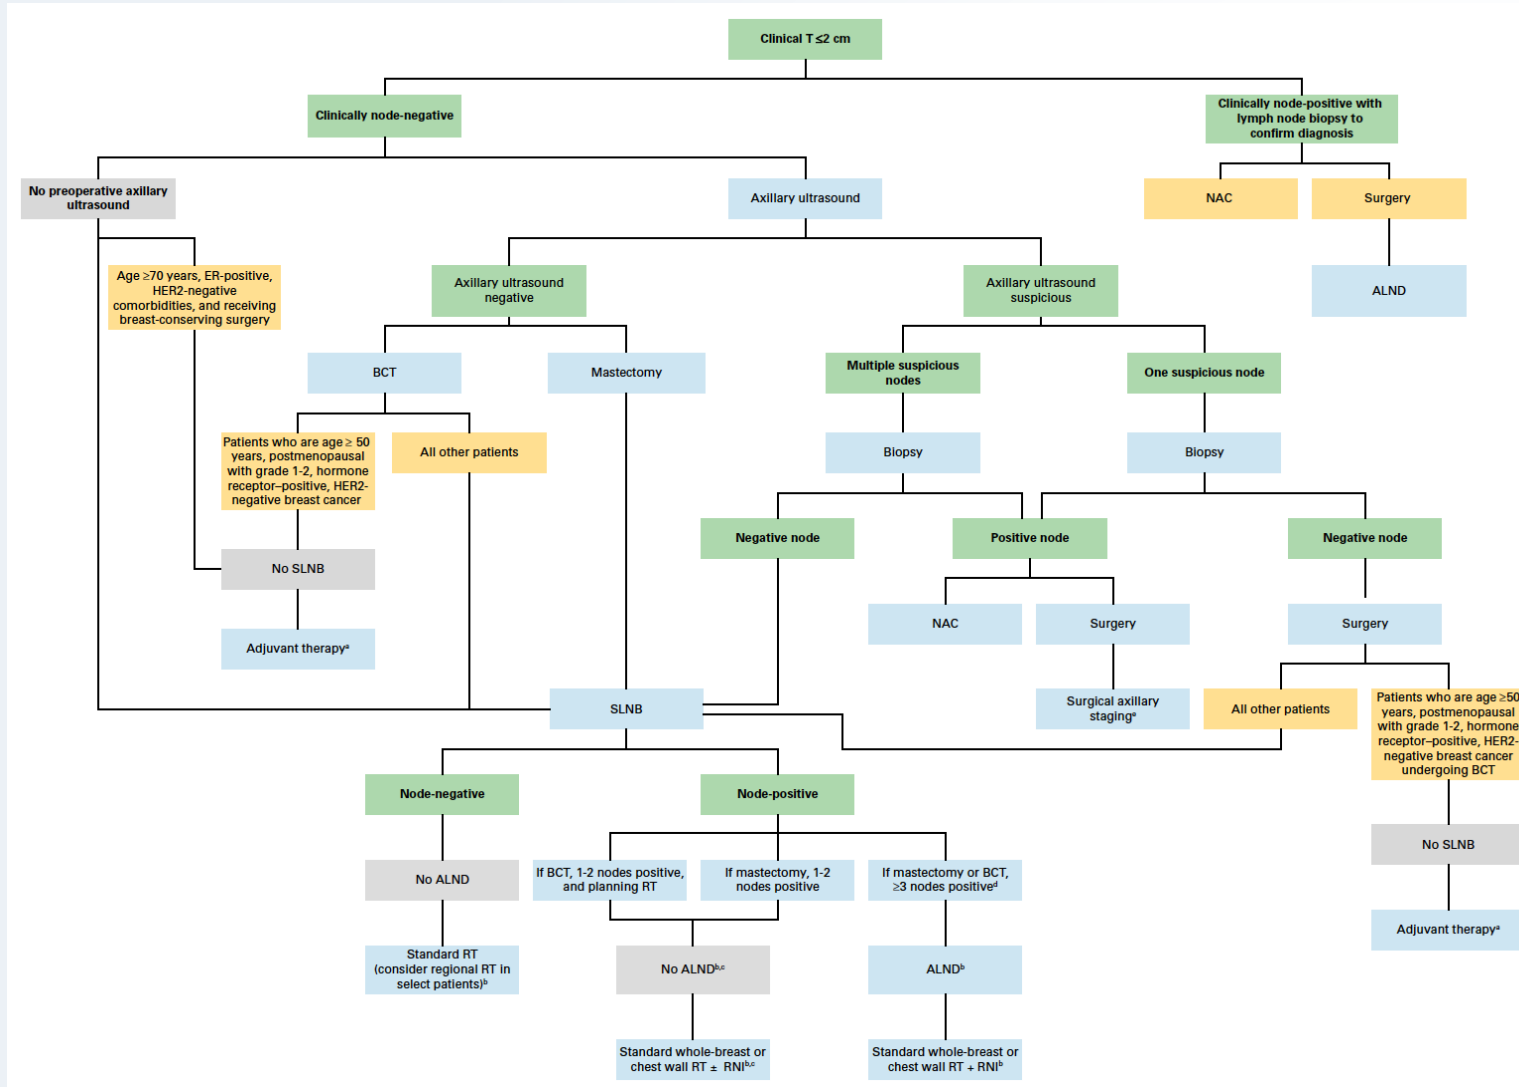 Clinical T ≤2 cm
Clinically node-negative
Clinically node-positive with
lymph node biopsy to
confirm diagnosis
No preoperative axillary
ultrasound
Axillary ultrasound
NAC
Surgery
Age ≥70 years, ER-positive,
HER2-negative
comorbidities, and receiving
breast-conserving surgery
Axillary ultrasound
negative
Axillary ultrasound
suspicious
ALND
BCT
Mastectomy
Multiple suspicious
nodes
One suspicious node
Patients who are age ≥ 50
years, postmenopausal
with grade 1-2, hormone
receptor–positive, HER2-
negative breast cancer
All other patients
Biopsy
Biopsy
Negative node
Positive node
Negative node
No SLNB
NAC
Surgery
Surgery
Adjuvant therapyᵃ
SLNB
Surgical axillary
stagingᵉ
All other patients
Patients who are age ≥50
years, postmenopausal
with grade 1-2, hormone
receptor–positive, HER2-
negative breast cancer
undergoing BCT
Node-negative
Node-positive
No SLNB
No ALND
If BCT, 1-2 nodes positive,
and planning RT
If mastectomy, 1-2
nodes positive
If mastectomy or BCT,
≥3 nodes positiveᵈ
Adjuvant therapyᵃ
Standard RT
(consider regional RT in
select patients)ᵇ
No ALNDᵇ,ᶜ
ALNDᵇ
Standard whole-breast or
chest wall RT ± RNIᵇ,ᶜ
Standard whole-breast or
chest wall RT + RNIᵇ